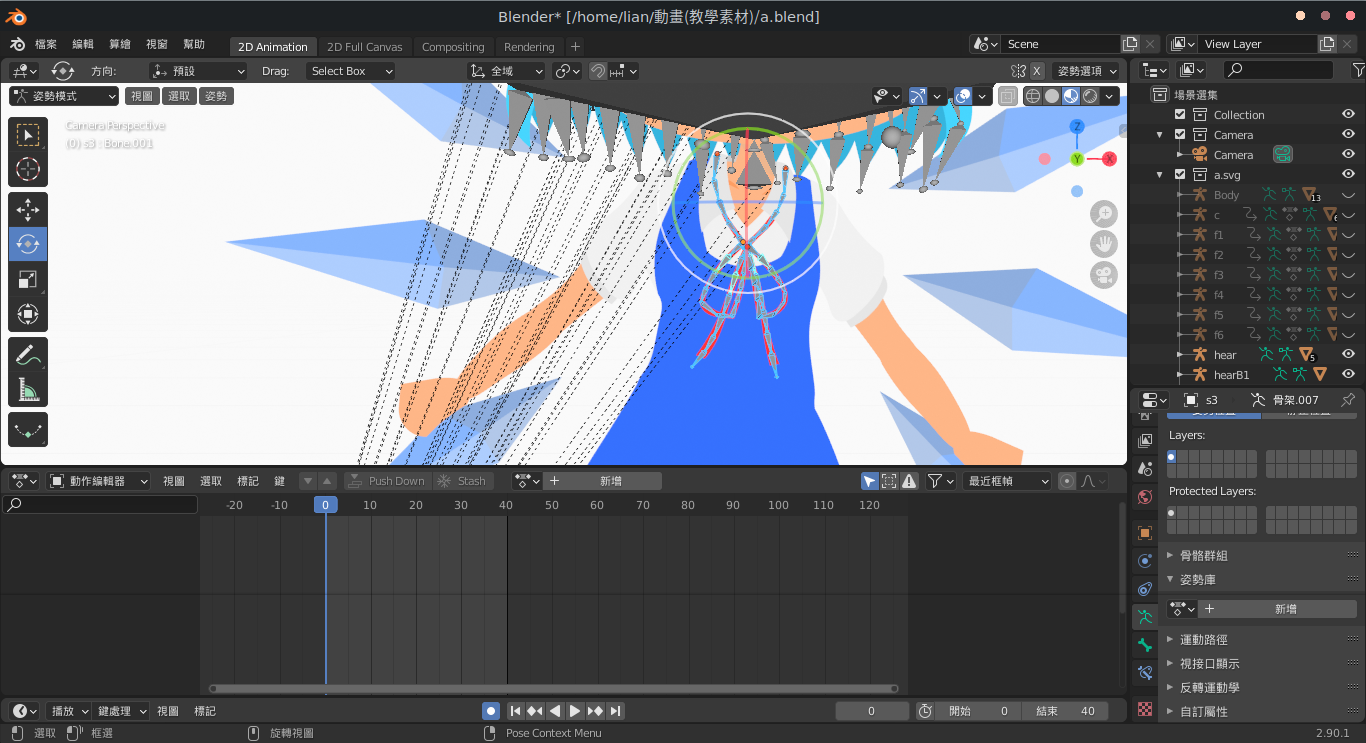 Blender* [/home/lian/動畫(教學素材)/a.blend]
檔案 編輯 算繪 視窗 幫助 2D Animation 2D Full Canvas Compositing Rendering + Scene View Layer
方向: 預設 Drag: Select Box 全域 X 姿勢選項
姿勢模式 視圖 選取 姿勢
Camera Perspective
(0) s3 : Bone.001
Z
Y
X
場景選集
Collection
Camera
Camera
a.svg
Body 13
c 6
f1
f2
f3
f4
f5
f6
hear 5
hearB1
s3 骨架.007
Layers:
Protected Layers:
骨骼群組
姿勢庫
+ 新增
運動路徑
視接口顯示
反轉運動學
自訂屬性
動作編輯器 視圖 選取 標記 鍵 Push Down Stash + 新增 最近框幀
-20 -10 0 10 20 30 40 50 60 70 80 90 100 110 120
播放 鍵處理 視圖 標記 0 開始 0 結束 40
選取 框選 旋轉視圖 Pose Context Menu 2.90.1